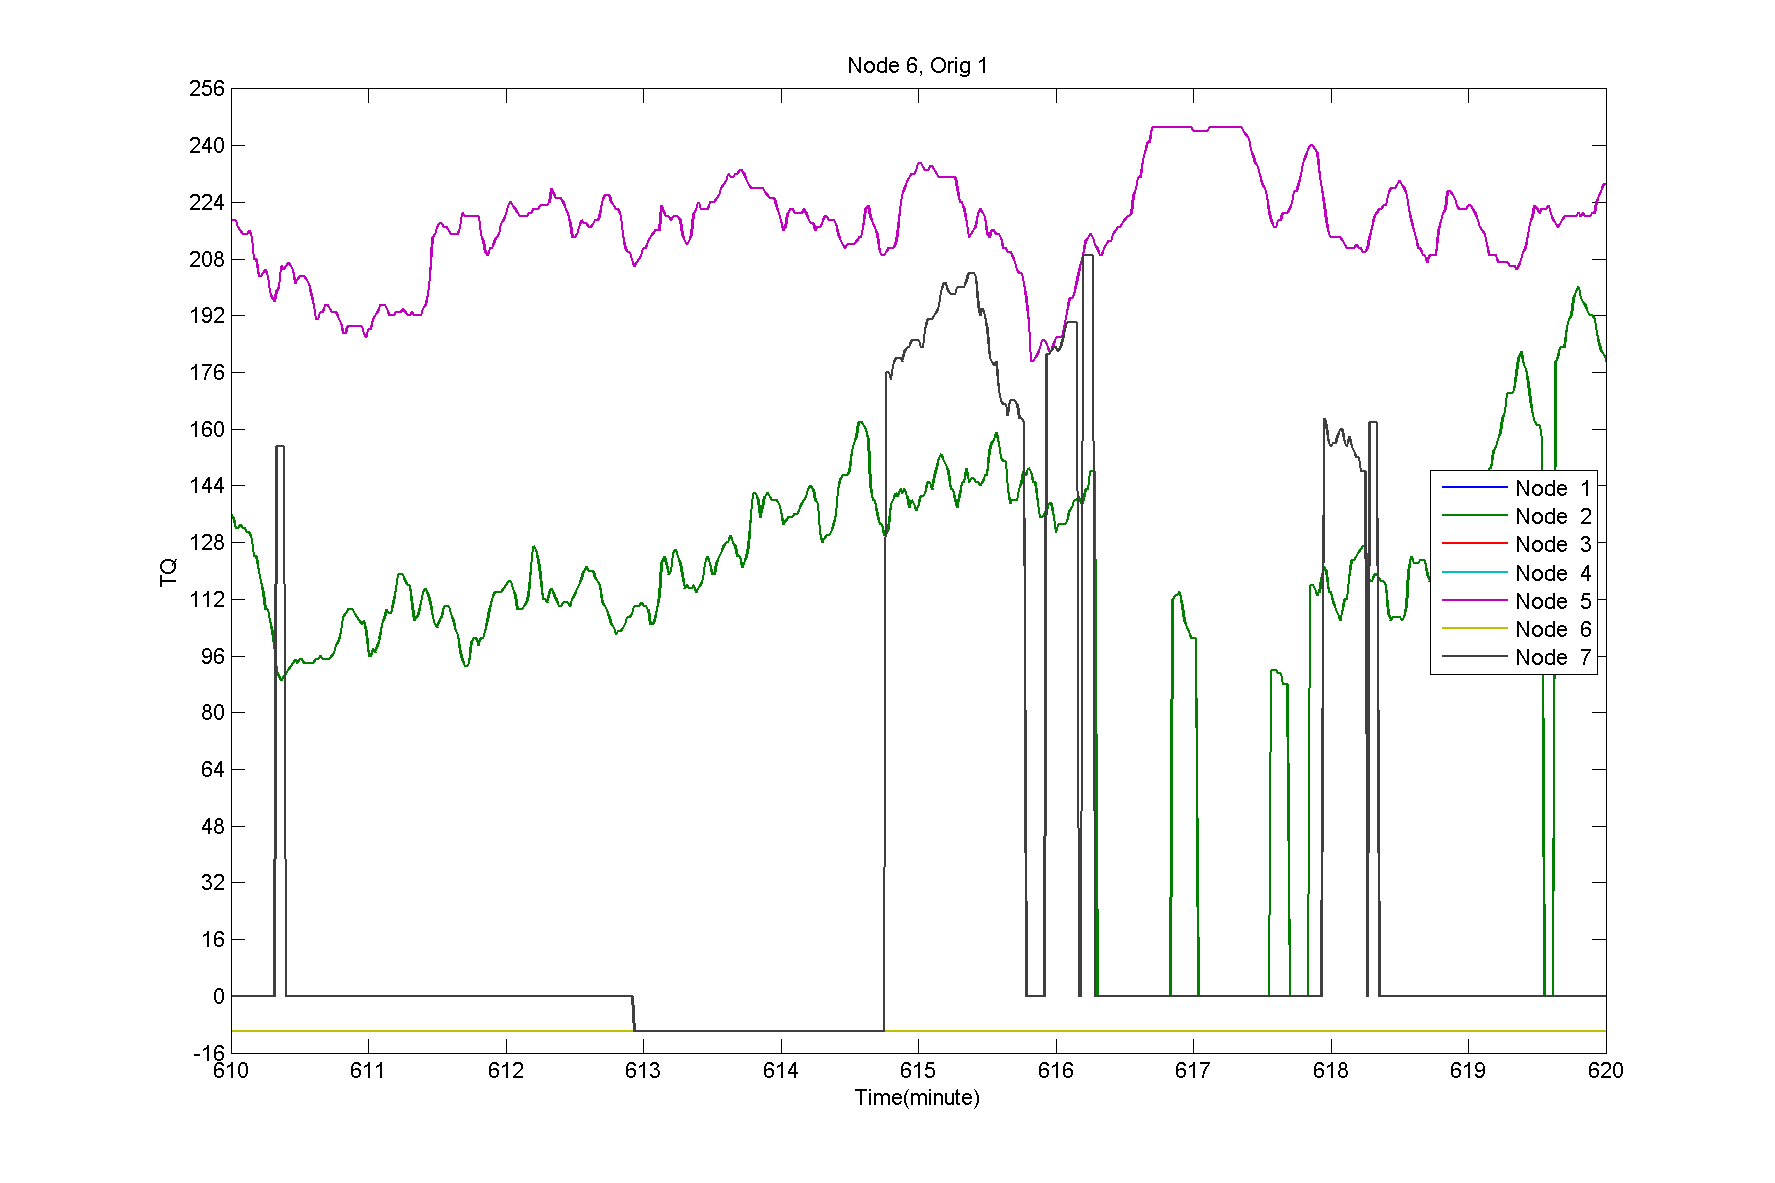 Node 6, Orig 1
256
240
224
208
192
176
160
144
128
112
96
80
64
48
32
16
0
-16
TQ
610 611 612 613 614 615 616 617 618 619 620
Time(minute)
Node 1
Node 2
Node 3
Node 4
Node 5
Node 6
Node 7